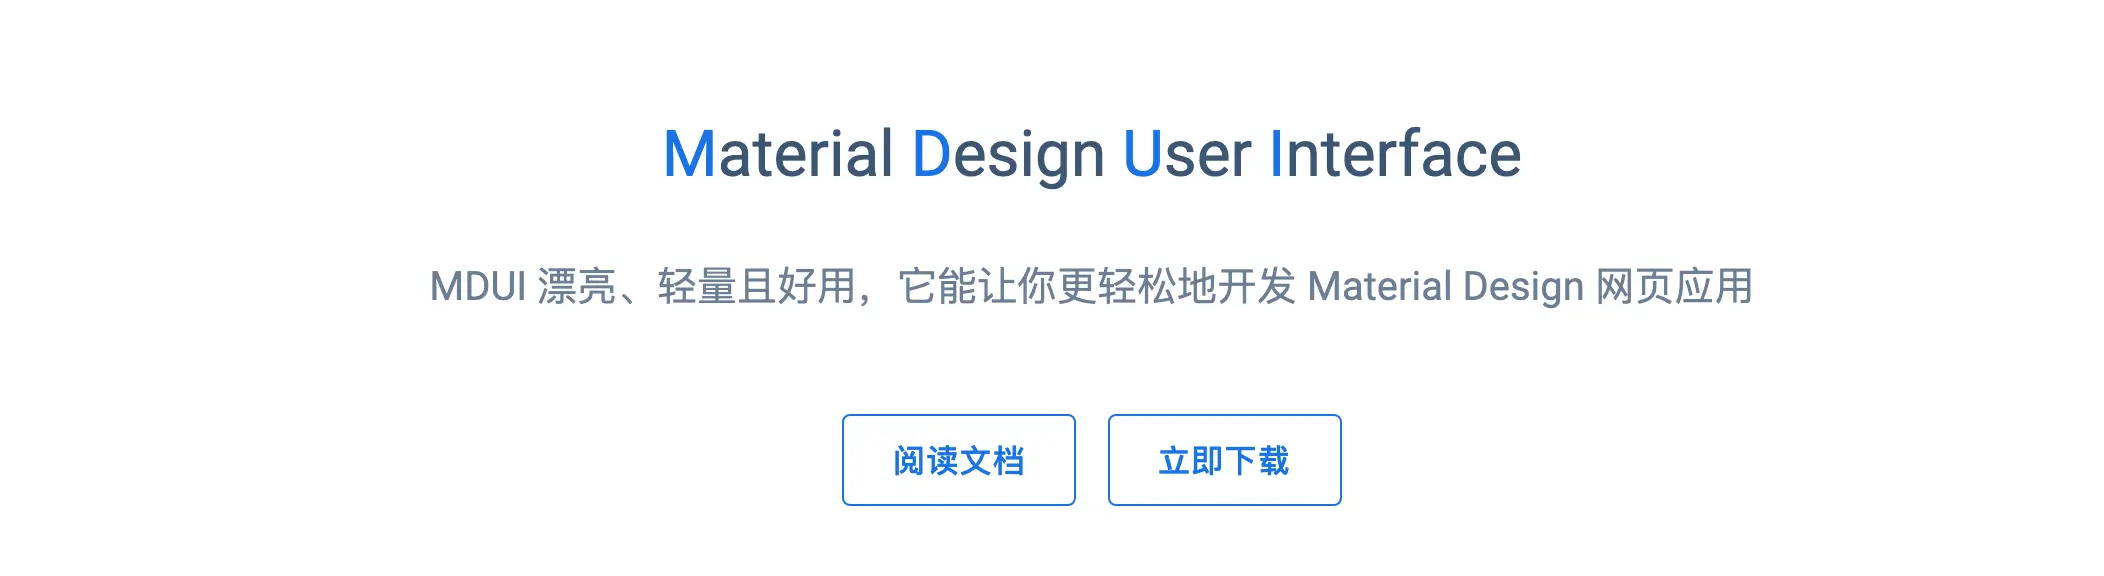 Material Design User Interface
MDUI 漂亮、轻量且好用，它能让你更轻松地开发 Material Design 网页应用
阅读文档 立即下载